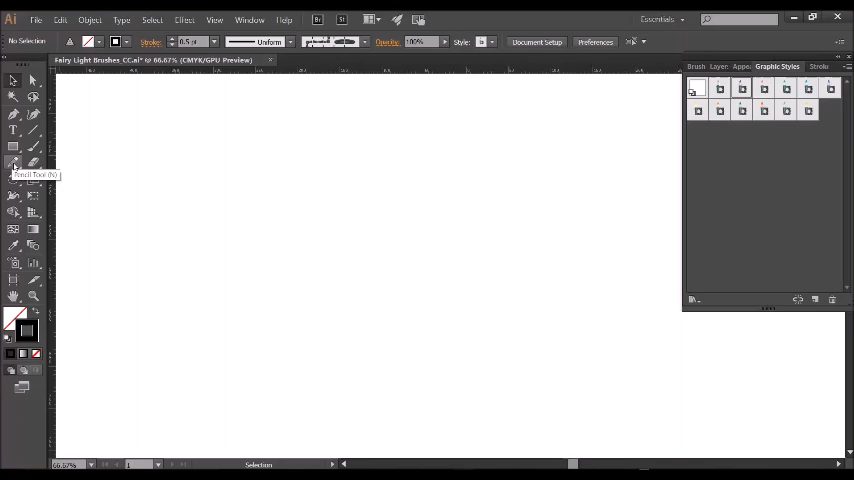 Ai File Edit Object Type Select Effect View Window Help Br St Essentials
No Selection Stroke: 0.5 pt Uniform Opacity: 100% Style: Document Setup Preferences
Fairy Light Brushes_CC.ai* @ 66.67% (CMYK/GPU Preview) ×
Brush Layer: Appe Graphic Styles Stroke
Pencil Tool (N)
66.67% 1 Selection